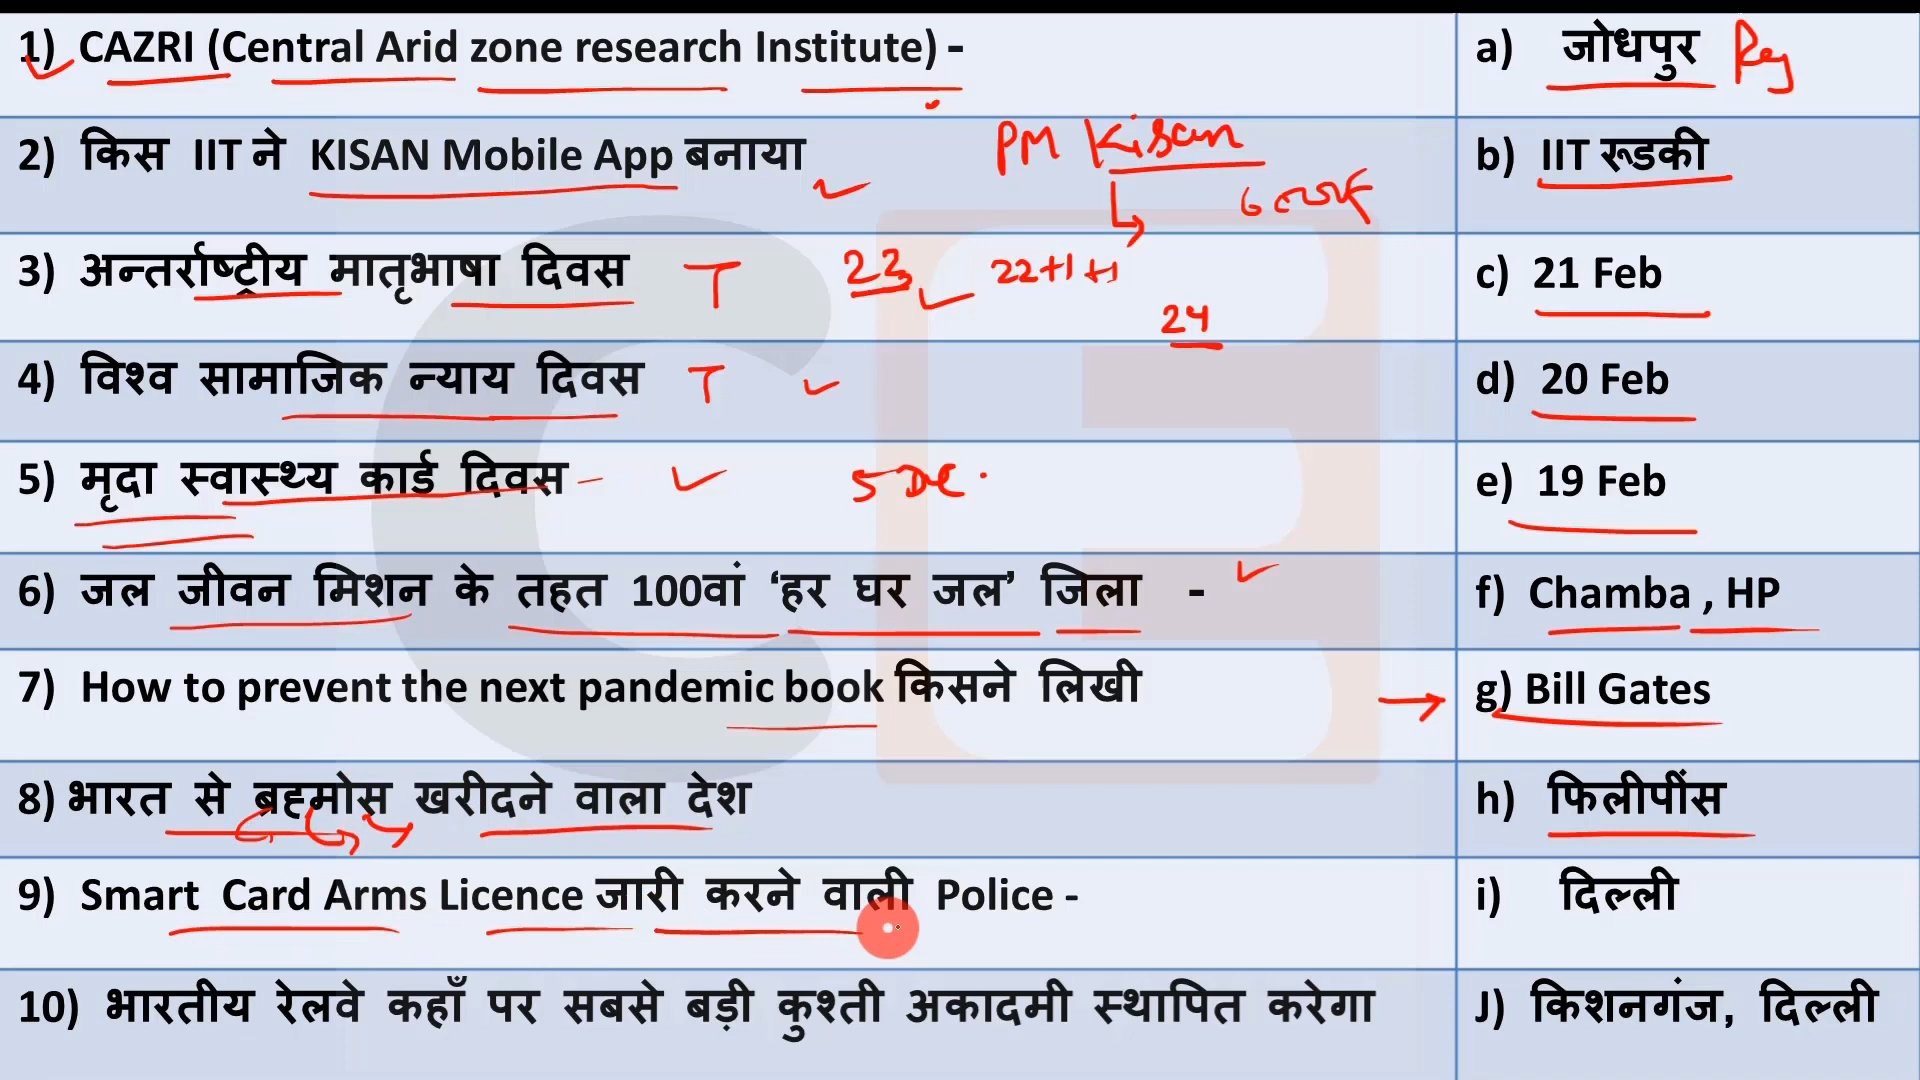 1) CAZRI (Central Arid zone research Institute) -
a) जोधपुर
2) किस IIT ने KISAN Mobile App बनाया
PM Kisan
b) IIT रूडकी
3) अन्तर्राष्ट्रीय मातृभाषा दिवस T 22+1+1
24
c) 21 Feb
4) विश्व सामाजिक न्याय दिवस T
d) 20 Feb
5) मृदा स्वास्थ्य कार्ड दिवस
e) 19 Feb
6) जल जीवन मिशन के तहत 100वां ‘हर घर जल’ जिला -
f) Chamba , HP
7) How to prevent the next pandemic book किसने लिखी
g) Bill Gates
8) भारत से ब्रह्मोस खरीदने वाला देश
h) फिलीपींस
9) Smart Card Arms Licence जारी करने वाली Police -
i) दिल्ली
10) भारतीय रेलवे कहाँ पर सबसे बड़ी कुश्ती अकादमी स्थापित करेगा
J) किशनगंज, दिल्ली